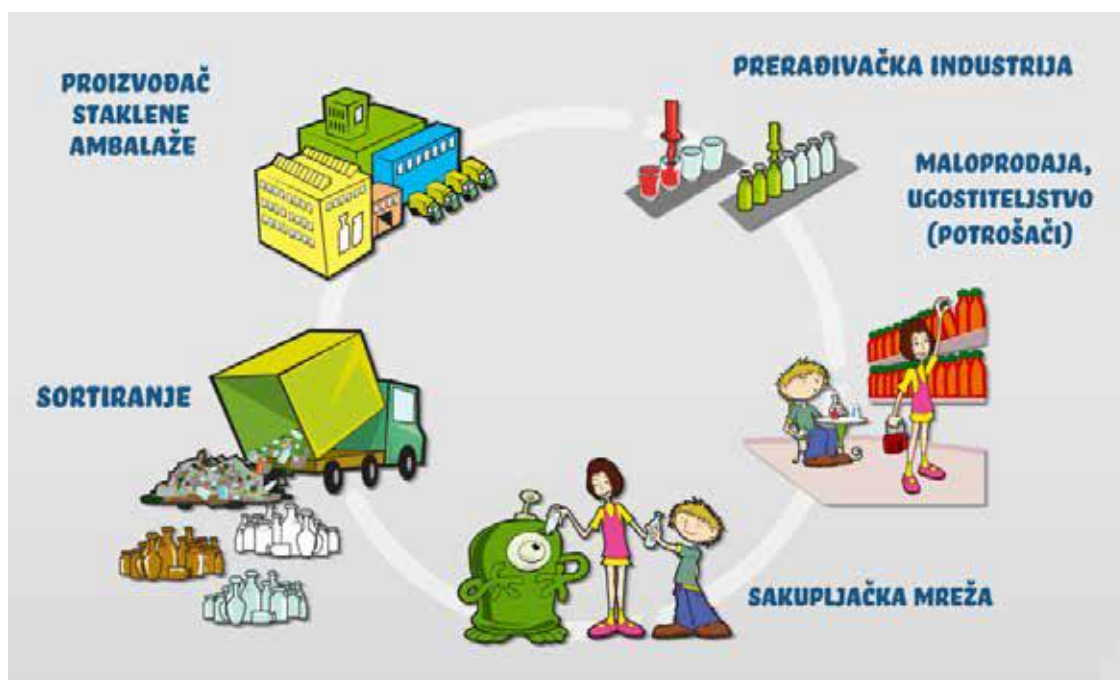 PROIZVOĐAČ
STAKLENE
AMBALAŽE
PRERAĐIVAČKA INDUSTRIJA
MALOPRODAJA,
UGOSTITELJSTVO
(POTROŠAČI)
SORTIRANJE
SAKUPLJAČKA MREŽA